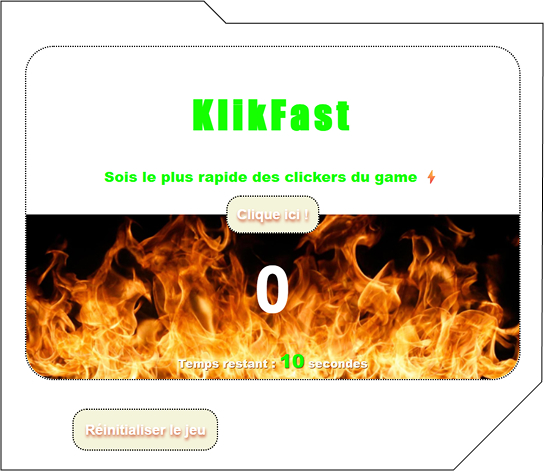 KlikFast
Sois le plus rapide des clickers du game ⚡
Clique ici !
0
Temps restant : 10 secondes
Réinitialiser le jeu